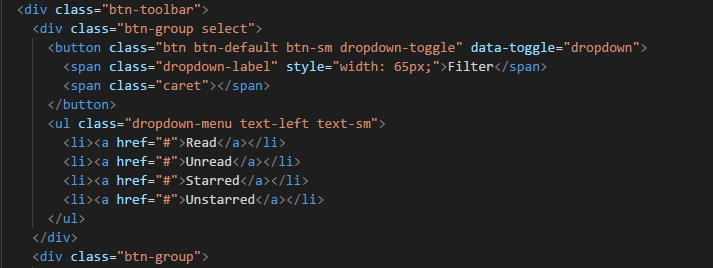 <div class="btn-toolbar">
<div class="btn-group select">
<button class="btn btn-default btn-sm dropdown-toggle" data-toggle="dropdown">
<span class="dropdown-label" style="width: 65px;">Filter</span>
<span class="caret"></span>
</button>
<ul class="dropdown-menu text-left text-sm">
<li><a href="#">Read</a></li>
<li><a href="#">Unread</a></li>
<li><a href="#">Starred</a></li>
<li><a href="#">Unstarred</a></li>
</ul>
</div>
<div class="btn-group">